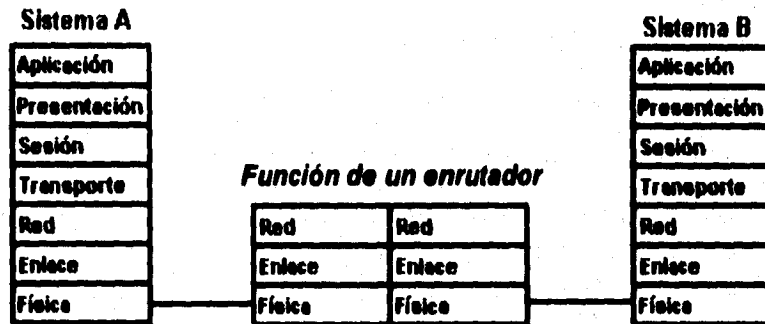 Sistema A
Aplicación
Presentación
Sesión
Transporte
Red
Enlace
Física
Función de un enrutador
Red Red
Enlace Enlace
Física Física
Sistema B
Aplicación
Presentación
Sesión
Transporte
Red
Enlace
Física